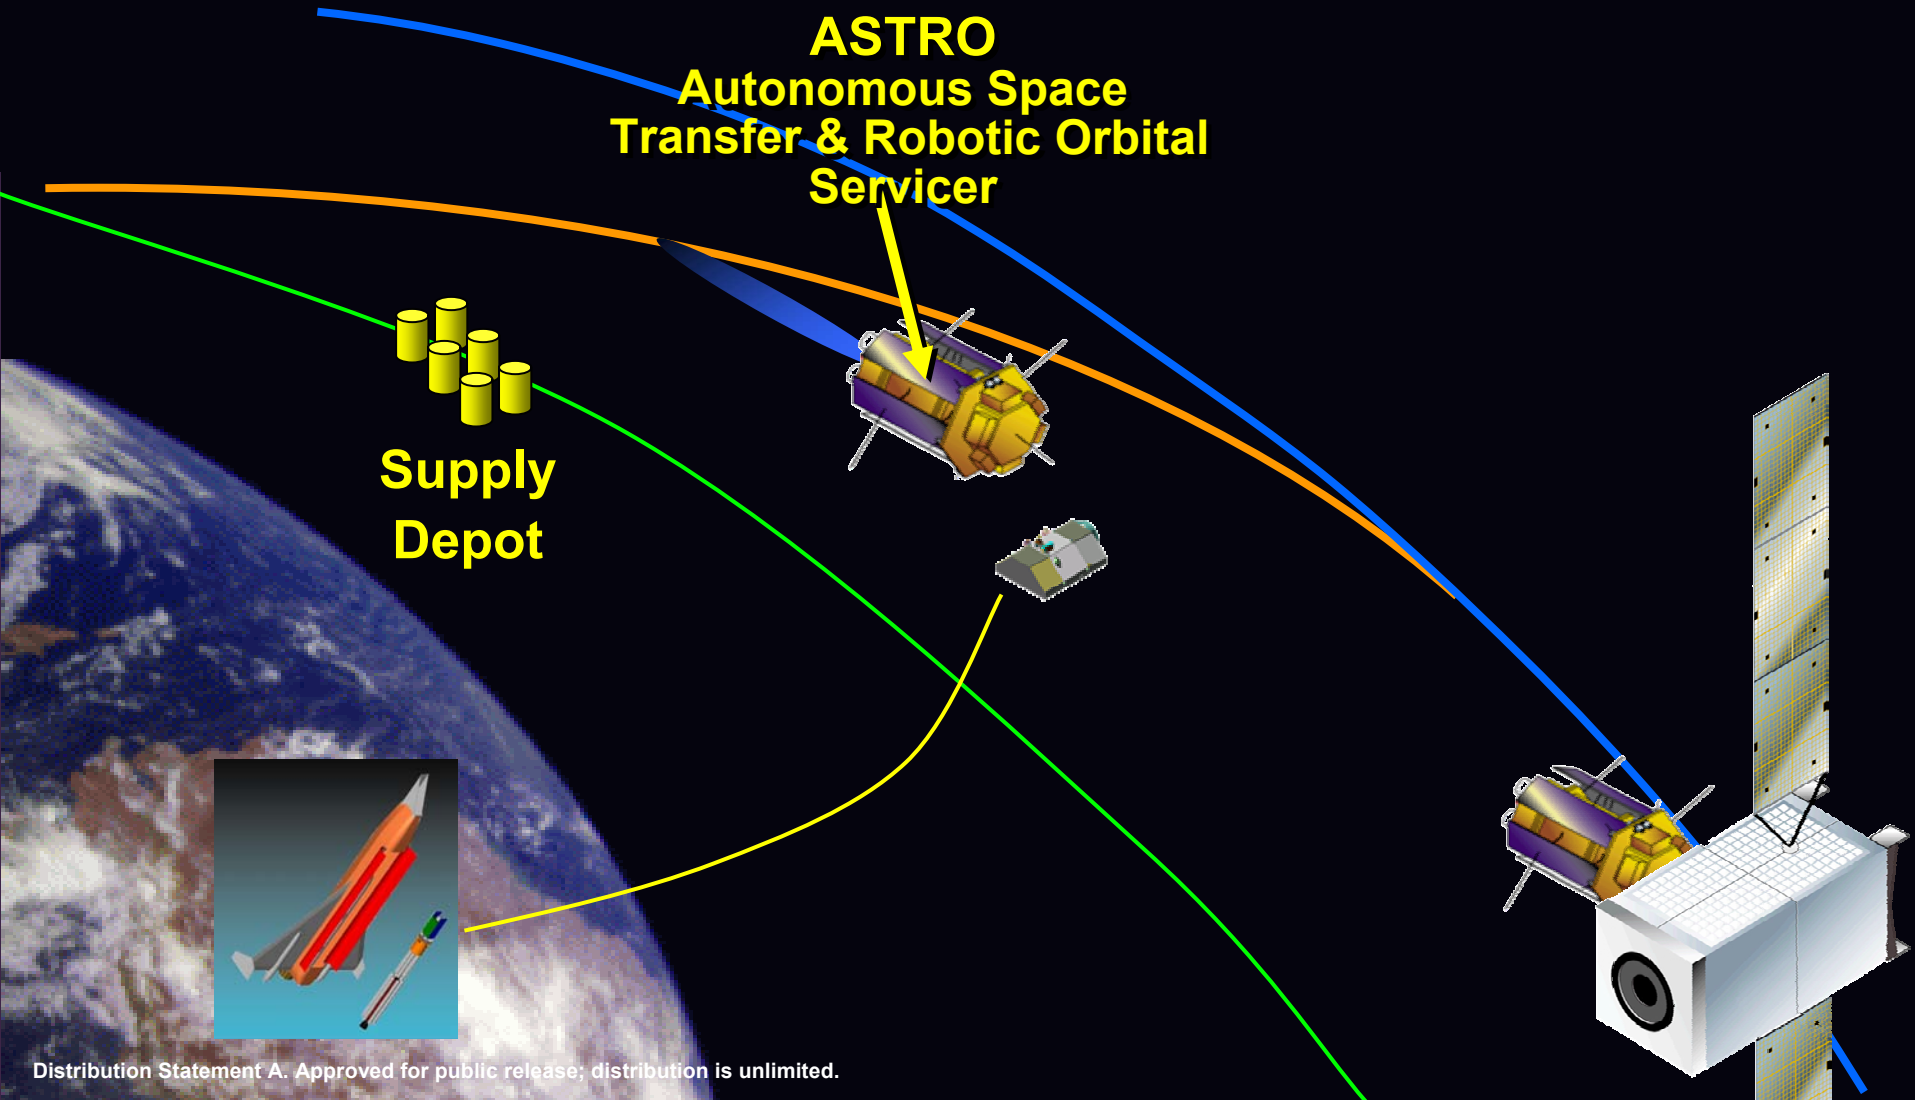 ASTRO
Autonomous Space
Transfer & Robotic Orbital
Servicer
Supply
Depot
Distribution Statement A. Approved for public release; distribution is unlimited.